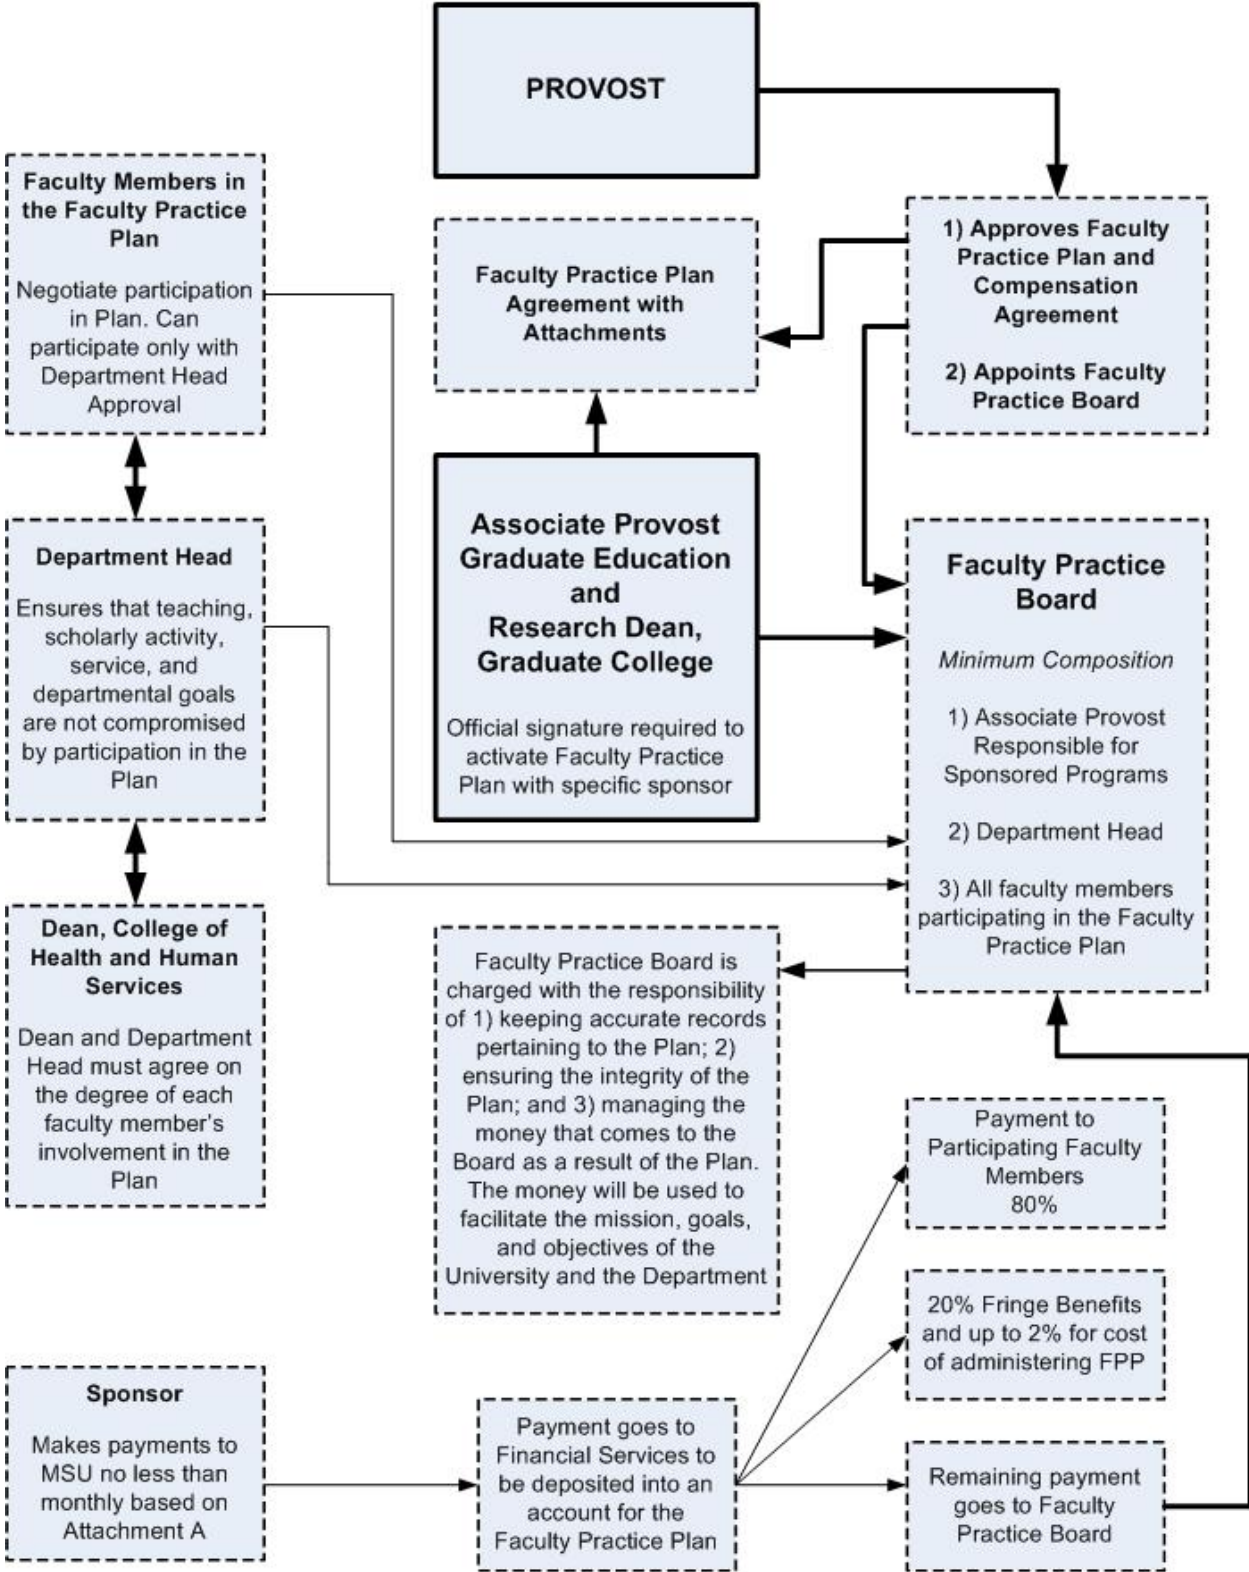 PROVOST
Faculty Members in
the Faculty Practice
Plan
Negotiate participation
in Plan. Can
participate only with
Department Head
Approval
Faculty Practice Plan
Agreement with
Attachments
1) Approves Faculty
Practice Plan and
Compensation
Agreement
2) Appoints Faculty
Practice Board
Department Head
Ensures that teaching,
scholarly activity,
service, and
departmental goals
are not compromised
by participation in the
Plan
Associate Provost
Graduate Education
and
Research Dean,
Graduate College
Official signature required to
activate Faculty Practice
Plan with specific sponsor
Faculty Practice
Board
Minimum Composition
1) Associate Provost
Responsible for
Sponsored Programs
2) Department Head
3) All faculty members
participating in the Faculty
Practice Plan
Dean, College of
Health and Human
Services
Dean and Department
Head must agree on
the degree of each
faculty member's
involvement in the
Plan
Faculty Practice Board is
charged with the responsibility
of 1) keeping accurate records
pertaining to the Plan; 2)
ensuring the integrity of the
Plan; and 3) managing the
money that comes to the
Board as a result of the Plan.
The money will be used to
facilitate the mission, goals,
and objectives of the
University and the Department
Payment to
Participating Faculty
Members
80%
20% Fringe Benefits
and up to 2% for cost
of administering FPP
Sponsor
Makes payments to
MSU no less than
monthly based on
Attachment A
Payment goes to
Financial Services to
be deposited into an
account for the
Faculty Practice Plan
Remaining payment
goes to Faculty
Practice Board